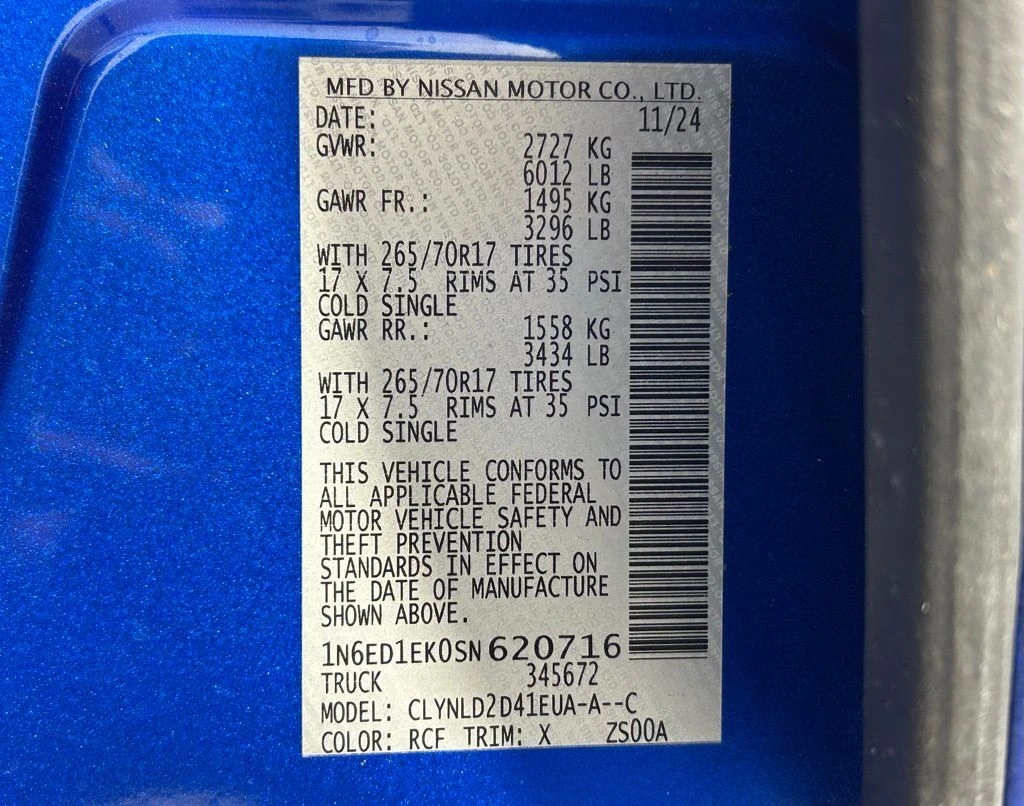 MFD BY NISSAN MOTOR CO., LTD.
DATE: 11/24
GVWR: 2727 KG
6012 LB
GAWR FR.: 1495 KG
3296 LB
WITH 265/70R17 TIRES
17 X 7.5 RIMS AT 35 PSI
COLD SINGLE
GAWR RR.: 1558 KG
3434 LB
WITH 265/70R17 TIRES
17 X 7.5 RIMS AT 35 PSI
COLD SINGLE
THIS VEHICLE CONFORMS TO
ALL APPLICABLE FEDERAL
MOTOR VEHICLE SAFETY AND
THEFT PREVENTION
STANDARDS IN EFFECT ON
THE DATE OF MANUFACTURE
SHOWN ABOVE.
1N6ED1EK0SN620716
TRUCK 345672
MODEL: CLYNLD2D41EUA-A--C
COLOR: RCF TRIM: X ZS00A